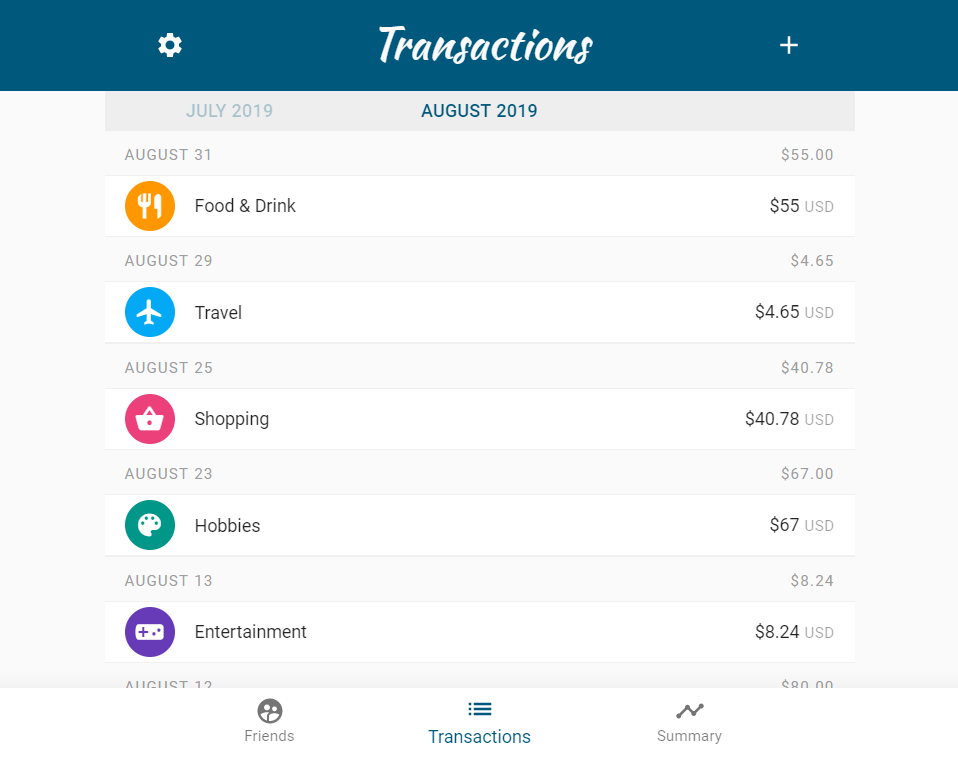 Transactions
JULY 2019 AUGUST 2019
AUGUST 31 $55.00
Food & Drink $55 USD
AUGUST 29 $4.65
Travel $4.65 USD
AUGUST 25 $40.78
Shopping $40.78 USD
AUGUST 23 $67.00
Hobbies $67 USD
AUGUST 13 $8.24
Entertainment $8.24 USD
AUGUST 12 $80.00
Friends Transactions Summary